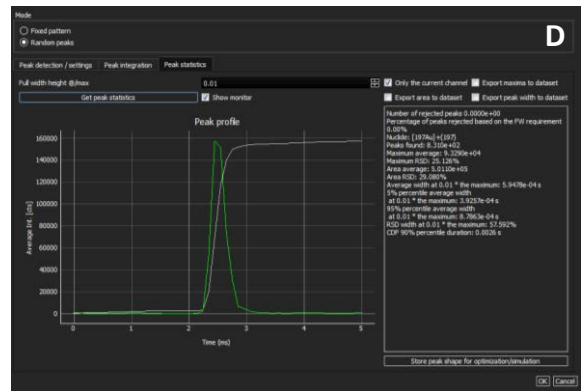 Mode
Fixed pattern
Random peaks
D
Peak detection / settings Peak integration Peak statistics
Full width height @/max 0.01
Only the current channel Export maxima to dataset
Get peak statistics Show monitor
Export area to dataset Export peak width to dataset
Peak profile
160000
140000
120000
100000
80000
60000
40000
20000
0
Average Int. [cts]
0 1 2 3 4 5
Time (ms)
Number of rejected peaks 0.0000e+00
Percentage of peaks rejected based on the FW requirement
0.00%
Nuclide: [197Au]+(197)
Peaks found: 8.310e+02
Maximum average: 9.3290e+04
Maximum RSD: 25.126%
Area average: 5.0110e+05
Area RSD: 29.080%
Average width at 0.01 * the maximum: 5.9478e-04 s
5% percentile average width
at 0.01 * the maximum: 3.9257e-04 s
95% percentile average width
at 0.01 * the maximum: 8.7863e-04 s
RSD width at 0.01 * the maximum: 57.592%
CDF 90% percentile duration: 0.0026 s
Store peak shape for optimization/simulation
OK Cancel